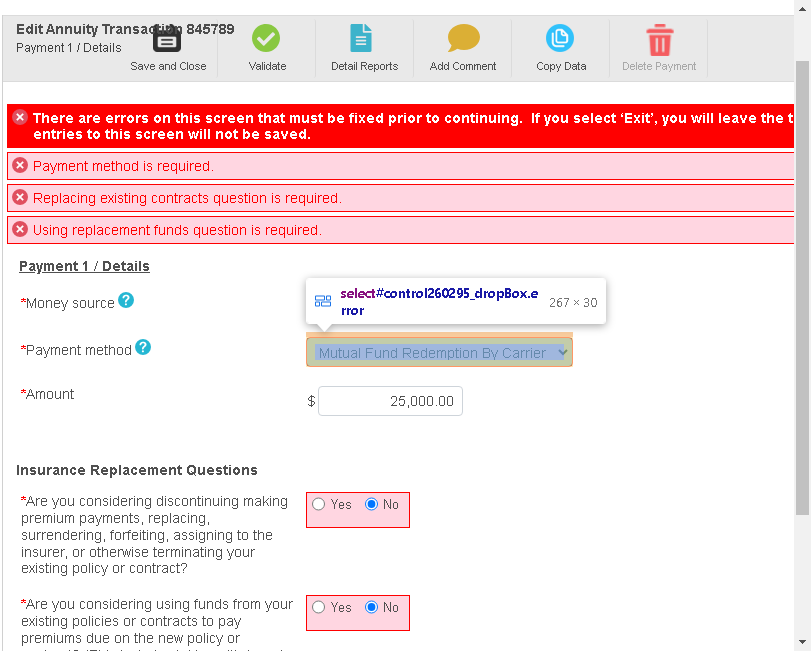 Edit Annuity Transaction 845789
Payment 1 / Details
Save and Close
Validate
Detail Reports
Add Comment
Copy Data
Delete Payment
There are errors on this screen that must be fixed prior to continuing. If you select ‘Exit’, you will leave the t
entries to this screen will not be saved.
Payment method is required.
Replacing existing contracts question is required.
Using replacement funds question is required.
Payment 1 / Details
*Money source ?
select#control260295_dropBox.e
rror
267 × 30
*Payment method ?
Mutual Fund Redemption By Carrier
*Amount
$ 25,000.00
Insurance Replacement Questions
*Are you considering discontinuing making
premium payments, replacing,
surrendering, forfeiting, assigning to the
insurer, or otherwise terminating your
existing policy or contract?
Yes No
*Are you considering using funds from your
existing policies or contracts to pay
premiums due on the new policy or
Yes No